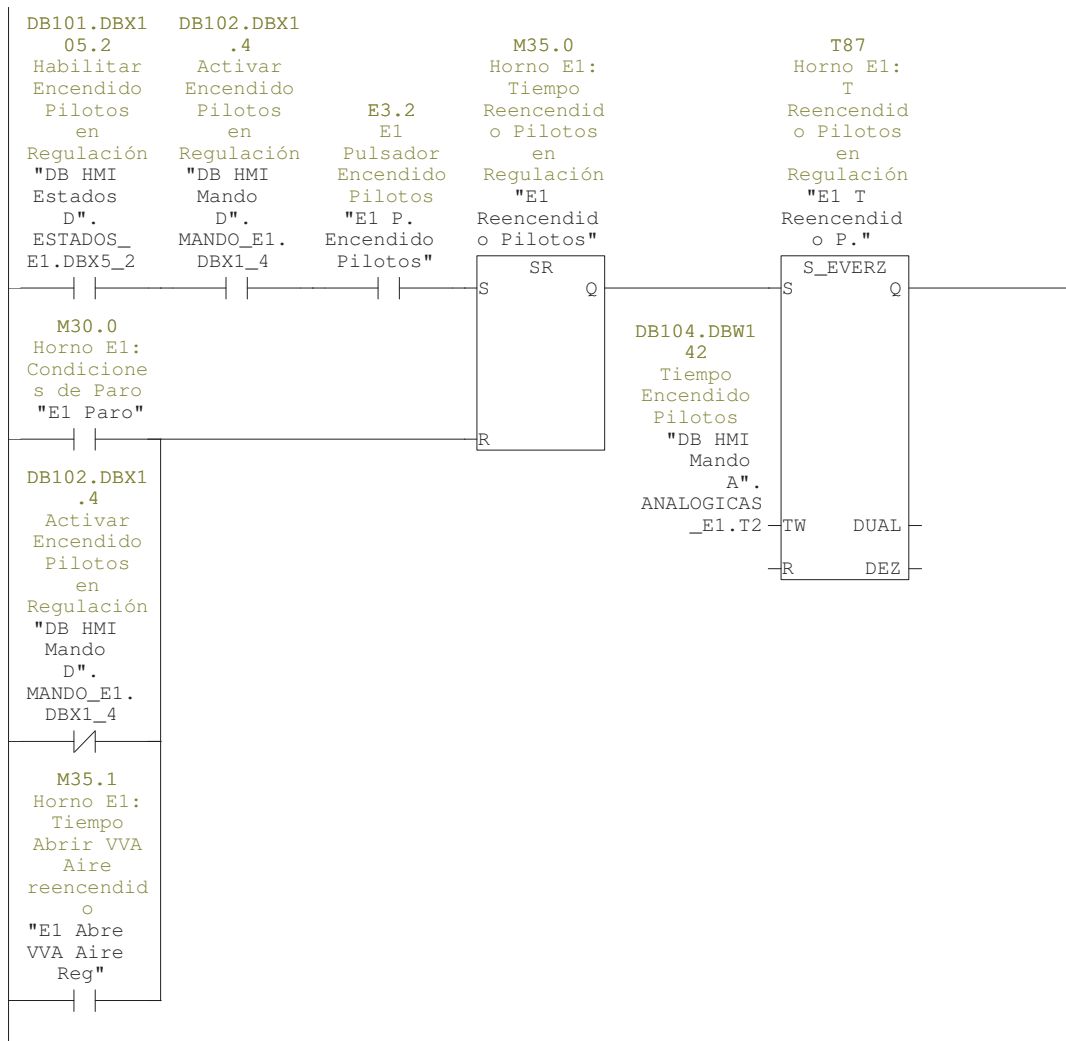 DB101.DBX1
05.2
Habilitar
Encendido
Pilotos
en
Regulación
"DB HMI
Estados
D".
ESTADOS_
E1.DBX5_2
DB102.DBX1
.4
Activar
Encendido
Pilotos
en
Regulación
"DB HMI
Mando
D".
MANDO_E1.
DBX1_4
E3.2
E1
Pulsador
Encendido
Pilotos
"E1 P.
Encendido
Pilotos"
M35.0
Horno E1:
Tiempo
Reencendid
o Pilotos
en
Regulación
"E1
Reencendid
o Pilotos"
SR
S Q
R
T87
Horno E1:
T
Reencendid
o Pilotos
en
Regulación
"E1 T
Reencendid
o P."
S_EVERZ
S Q
TW DUAL
R DEZ
DB104.DBW1
42
Tiempo
Encendido
Pilotos
"DB HMI
Mando
A".
ANALOGICAS
_E1.T2
M30.0
Horno E1:
Condicione
s de Paro
"E1 Paro"
DB102.DBX1
.4
Activar
Encendido
Pilotos
en
Regulación
"DB HMI
Mando
D".
MANDO_E1.
DBX1_4
M35.1
Horno E1:
Tiempo
Abrir VVA
Aire
reencendid
o
"E1 Abre
VVA Aire
Reg"